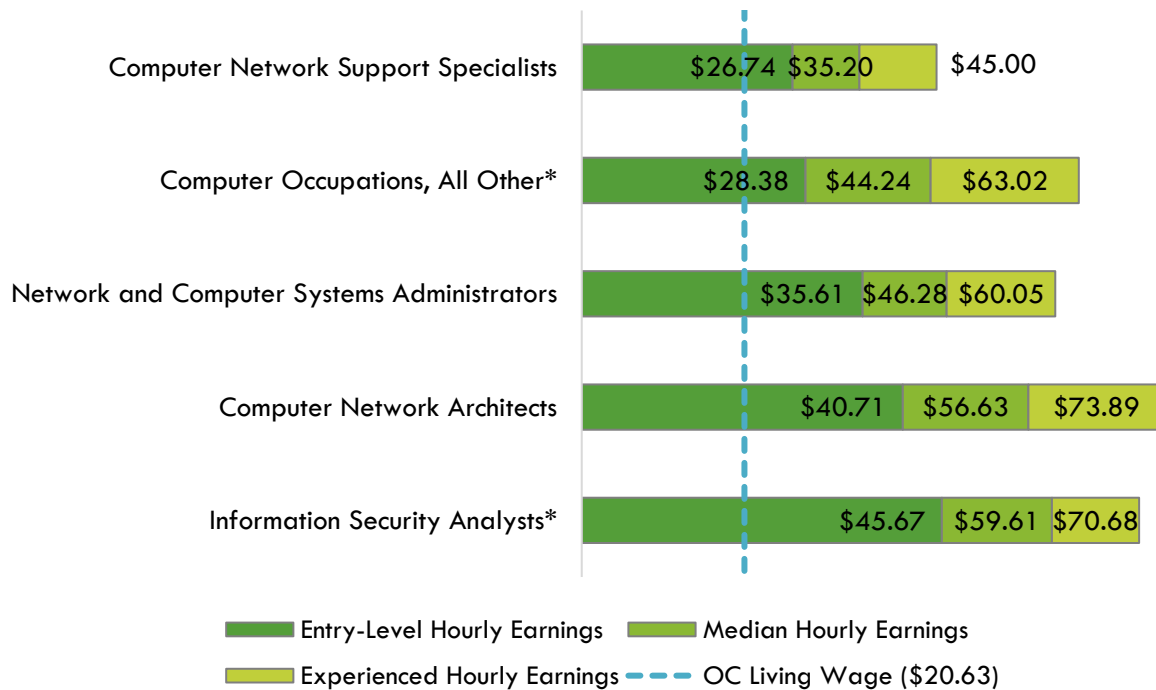 Computer Network Support Specialists $26.74 $35.20 $45.00
Computer Occupations, All Other* $28.38 $44.24 $63.02
Network and Computer Systems Administrators $35.61 $46.28 $60.05
Computer Network Architects $40.71 $56.63 $73.89
Information Security Analysts* $45.67 $59.61 $70.68
Entry-Level Hourly Earnings Median Hourly Earnings
Experienced Hourly Earnings OC Living Wage ($20.63)